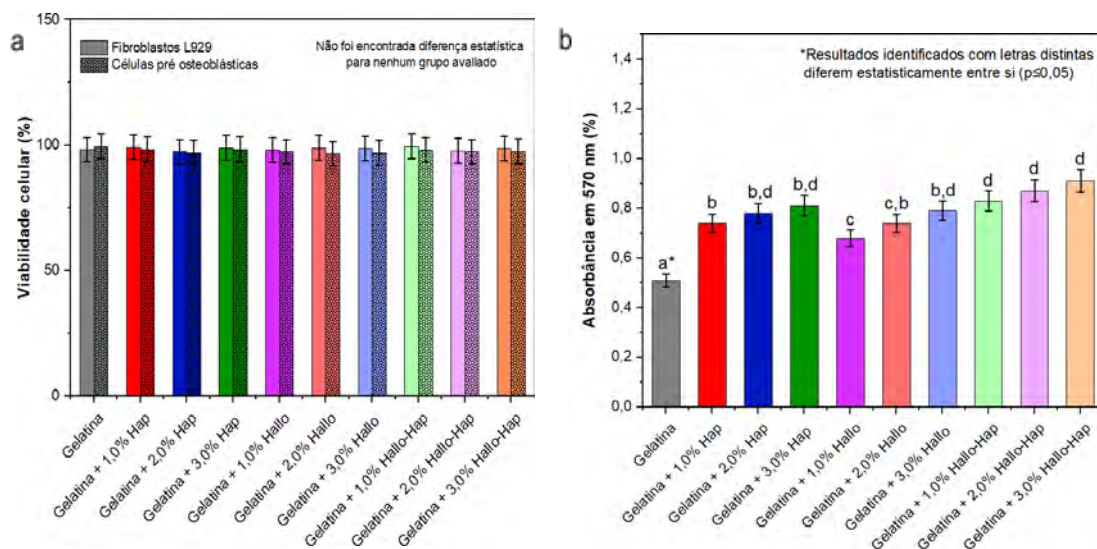 a
150
100
50
0
Viabilidade celular (%)
Fibroblastos L929
Células pré osteoblásticas
Não foi encontrada diferença estatística
para nenhum grupo avaliado
Gelatina
Gelatina + 1,0% Hap
Gelatina + 2,0% Hap
Gelatina + 3,0% Hap
Gelatina + 1,0% Hallo
Gelatina + 2,0% Hallo
Gelatina + 3,0% Hallo
Gelatina + 1,0% Hallo-Hap
Gelatina + 2,0% Hallo-Hap
Gelatina + 3,0% Hallo-Hap
b
1,4
1,2
1,0
0,8
0,6
0,4
0,2
0,0
Absorbância em 570 nm (%)
*Resultados identificados com letras distintas
diferem estatisticamente entre si (p≤0,05)
a*
b
b,d
b,d
c
c,b
b,d
d
d
d
Gelatina
Gelatina + 1,0% Hap
Gelatina + 2,0% Hap
Gelatina + 3,0% Hap
Gelatina + 1,0% Hallo
Gelatina + 2,0% Hallo
Gelatina + 3,0% Hallo
Gelatina + 1,0% Hallo-Hap
Gelatina + 2,0% Hallo-Hap
Gelatina + 3,0% Hallo-Hap